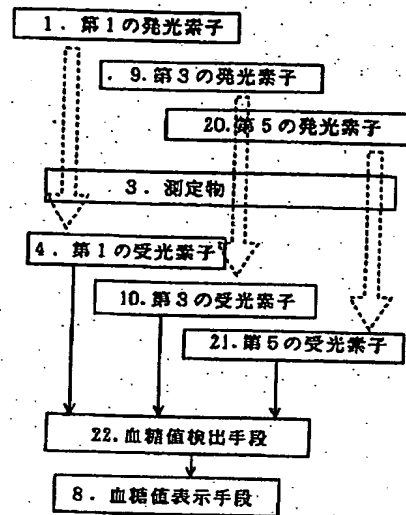 1. 第1の発光素子
9. 第3の発光素子
20. 第5の発光素子
3. 測定物
4. 第1の受光素子
10. 第3の受光素子
21. 第5の受光素子
22. 血糖値検出手段
8. 血糖値表示手段